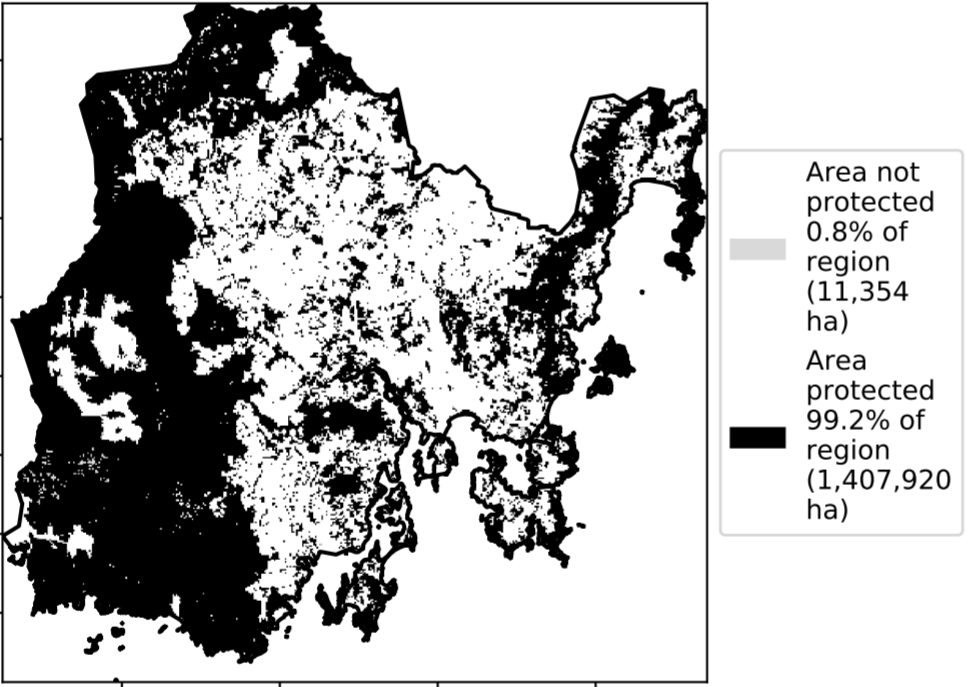 Area not
protected
0.8% of
region
(11,354
ha)
Area
protected
99.2% of
region
(1,407,920
ha)